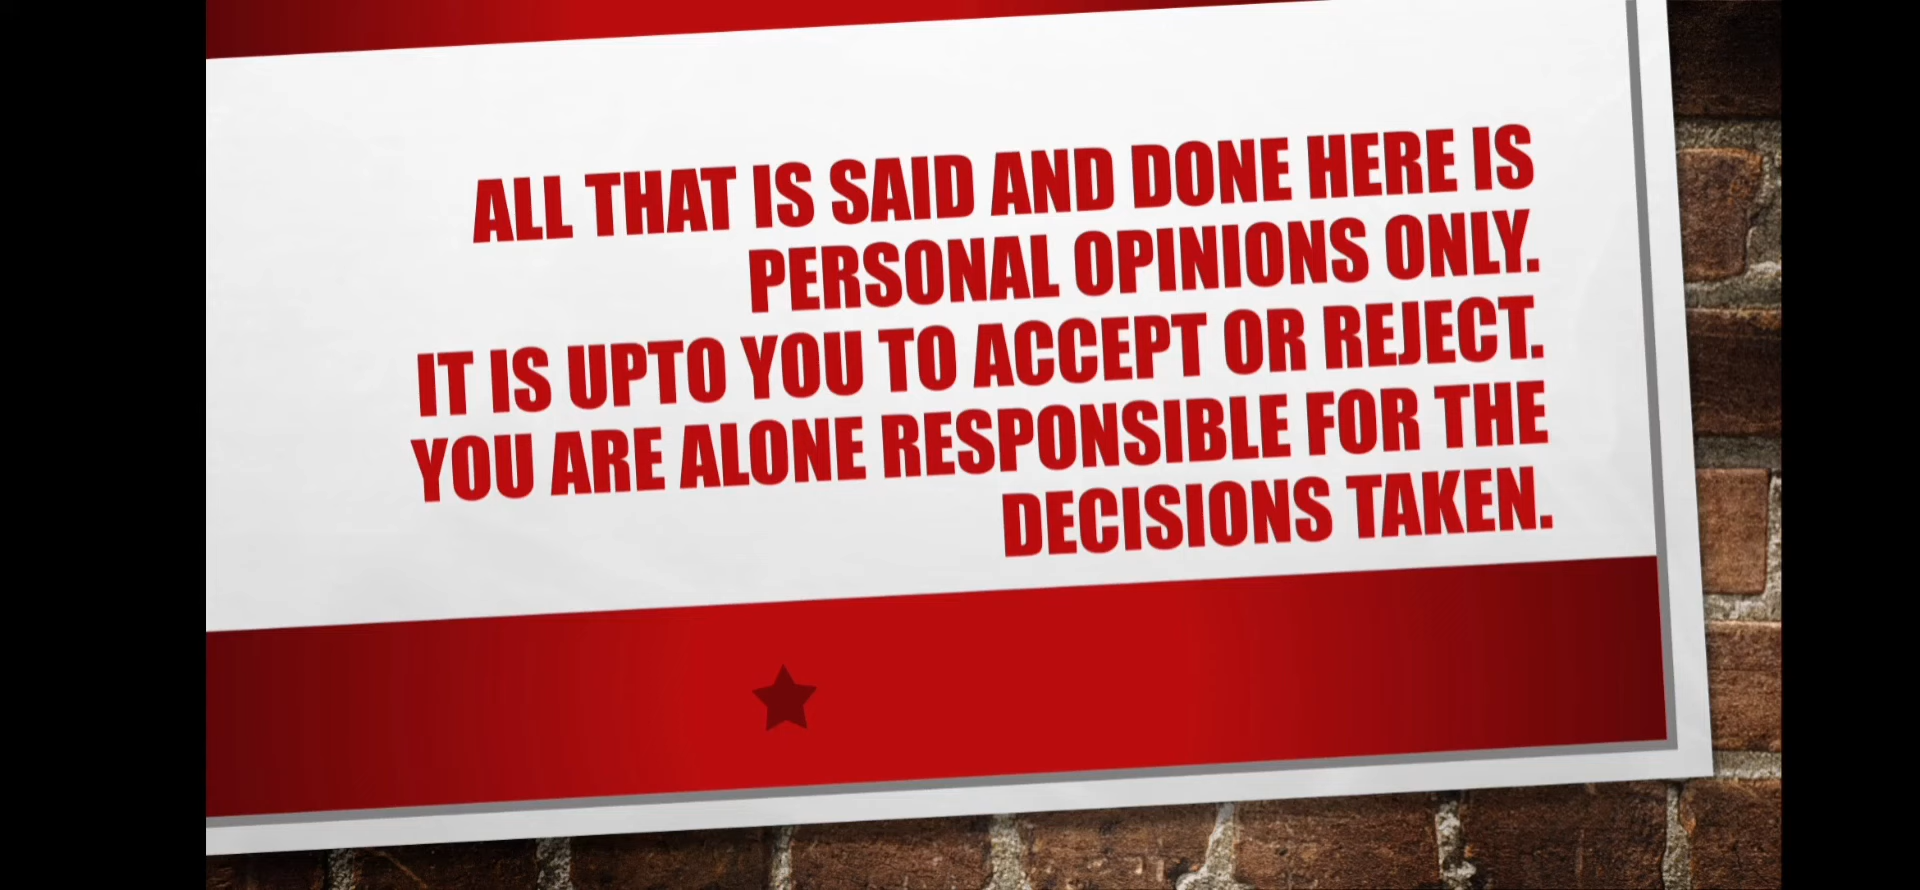 ALL THAT IS SAID AND DONE HERE IS
PERSONAL OPINIONS ONLY.
IT IS UPTO YOU TO ACCEPT OR REJECT.
YOU ARE ALONE RESPONSIBLE FOR THE
DECISIONS TAKEN.